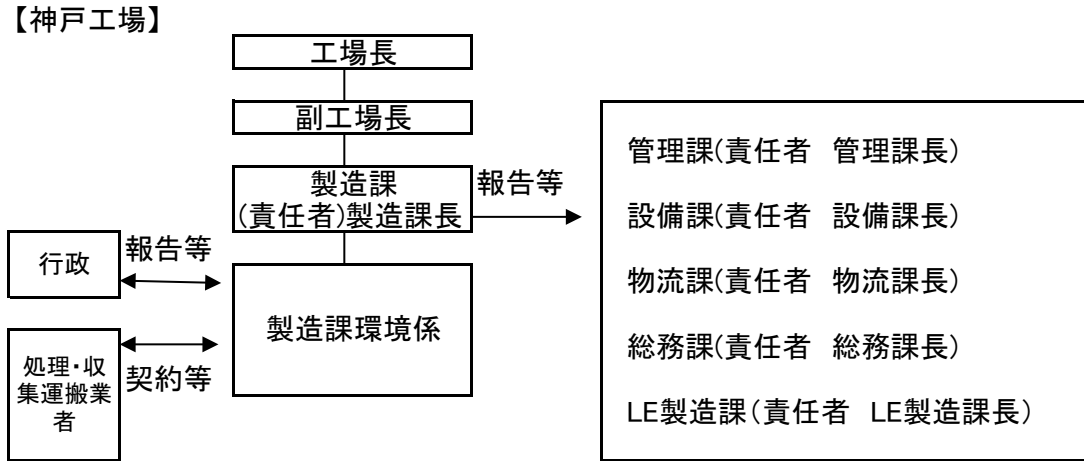 【神戸工場】
工場長
副工場長
製造課
(責任者)製造課長
報告等
管理課(責任者　管理課長)
設備課(責任者　設備課長)
物流課(責任者　物流課長)
総務課(責任者　総務課長)
LE製造課(責任者　LE製造課長)
行政
報告等
製造課環境係
処理・収
集運搬業
者
契約等